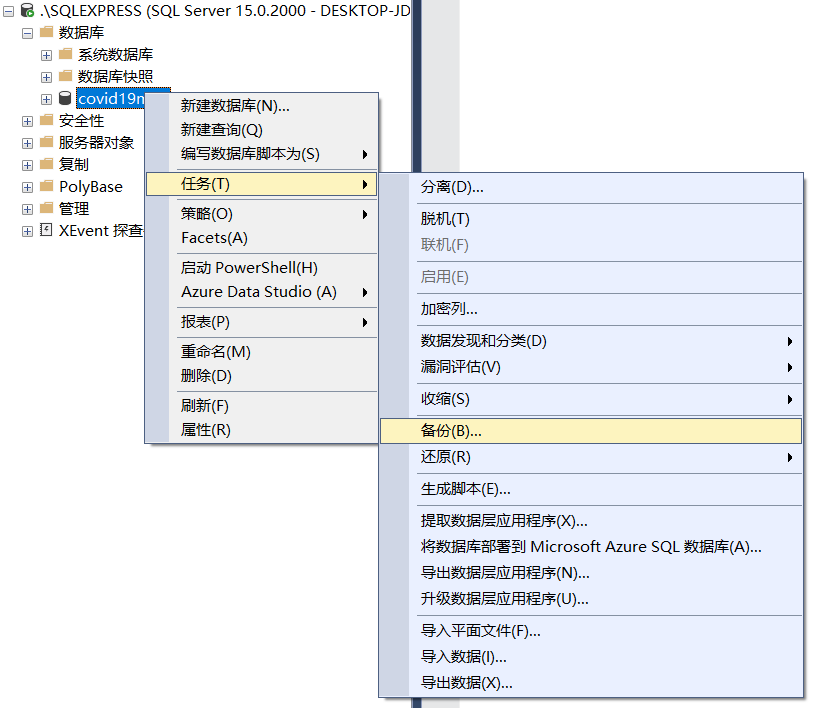 .\SQLEXPRESS (SQL Server 15.0.2000 - DESKTOP-JD
数据库
系统数据库
数据库快照
covid19
安全性
服务器对象
复制
PolyBase
管理
XEvent 探查
新建数据库(N)...
新建查询(Q)
编写数据库脚本为(S)
任务(T)
策略(O)
Facets(A)
启动 PowerShell(H)
Azure Data Studio (A)
报表(P)
重命名(M)
删除(D)
刷新(F)
属性(R)
分离(D)...
脱机(T)
联机(F)
启用(E)
加密列...
数据发现和分类(D)
漏洞评估(V)
收缩(S)
备份(B)...
还原(R)
生成脚本(E)...
提取数据层应用程序(X)...
将数据库部署到 Microsoft Azure SQL 数据库(A)...
导出数据层应用程序(N)...
升级数据层应用程序(U)...
导入平面文件(F)...
导入数据(I)...
导出数据(X)...